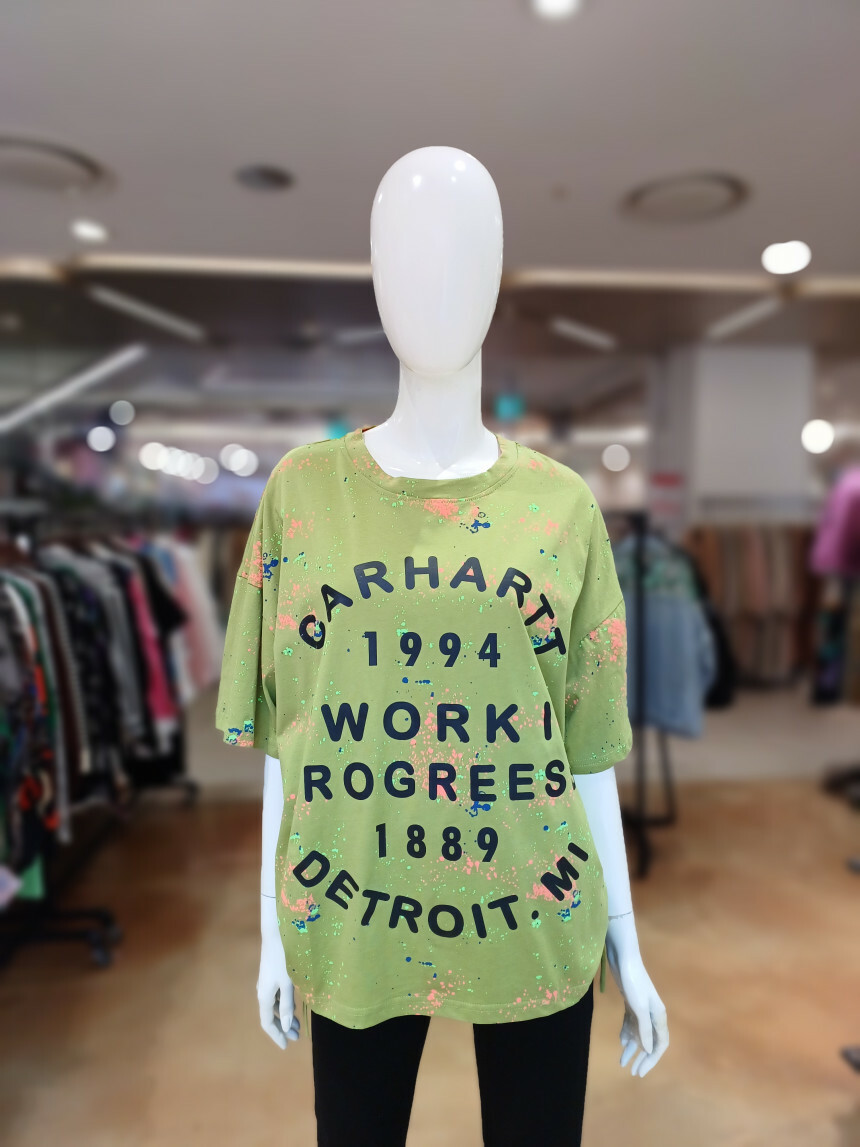 CARHARTT
1994
WORK I
ROGREES
1889
DETROIT.MI